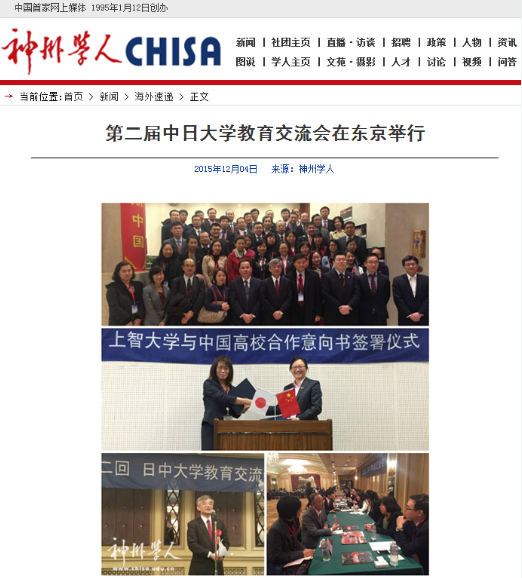 中国首家网上媒体 1995年1月12日创办
神州学人 CHISA
新闻 | 社团主页 | 直播·访谈 | 招聘 | 政策 | 人物 | 资讯
图说 | 学人主页 | 文苑·摄影 | 人才 | 讨论 | 视频 | 问答
当前位置:首页 > 新闻 > 海外速递 > 正文
第二届中日大学教育交流会在东京举行
2015年12月04日 来源：神州学人
中国
上智大学与中国高校合作意向书签署仪式
二回 日中大学教育交流
神州学人
www.chisa.edu.cn